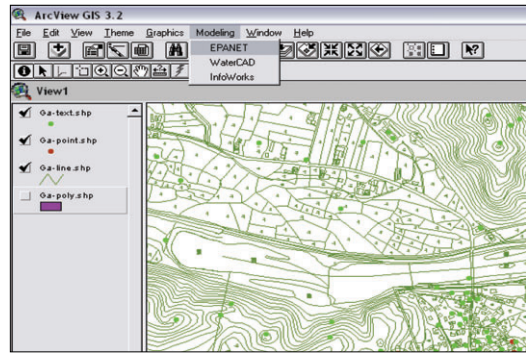 ArcView GIS 3.2
File Edit View Theme Graphics Modeling Window Help
EPANET
WaterCAD
InfoWorks
View1
Ga-text.shp
Ga-point.shp
Ga-line.shp
Ga-poly.shp